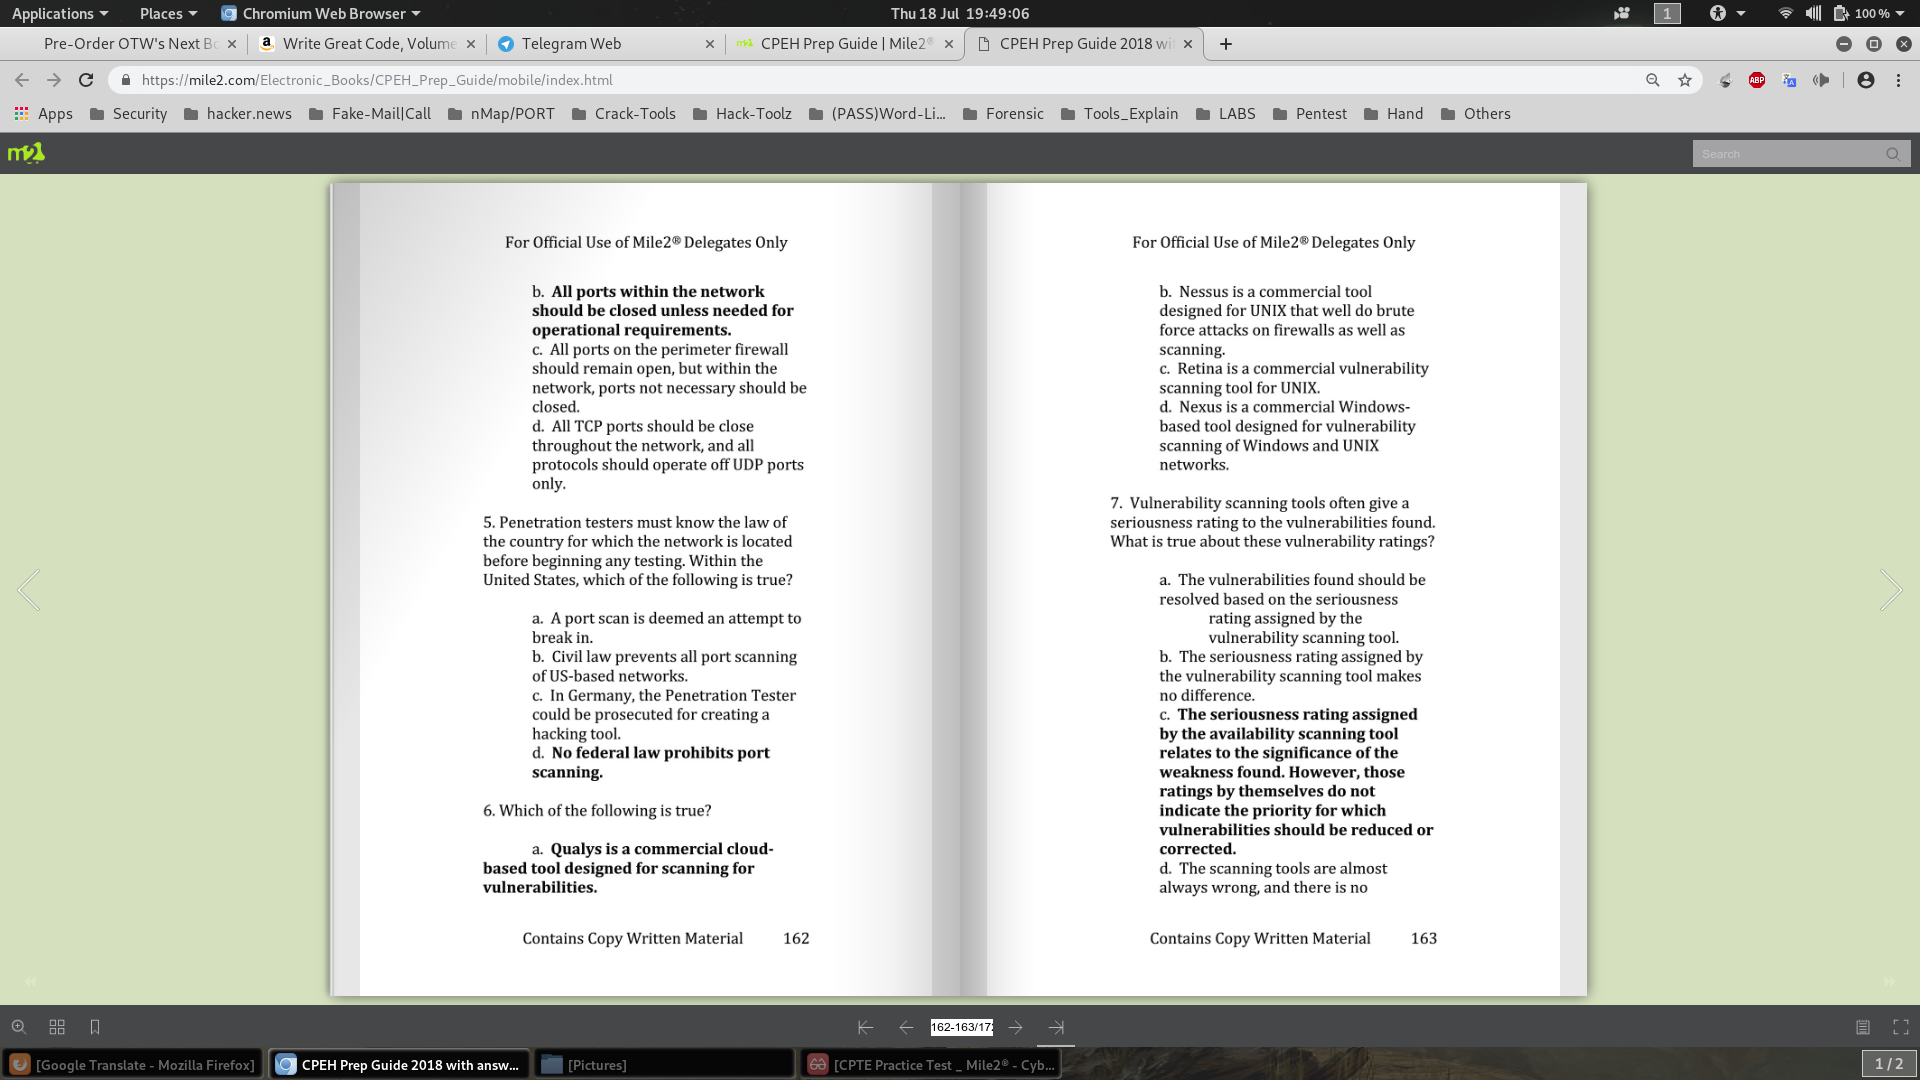 Applications Places Chromium Web Browser Thu 18 Jul 19:49:06 1 100 %
Pre-Order OTW's Next Bo Write Great Code, Volume Telegram Web CPEH Prep Guide | Mile2® CPEH Prep Guide 2018 wi
https://mile2.com/Electronic_Books/CPEH_Prep_Guide/mobile/index.html ABP
Apps Security hacker.news Fake-Mail|Call nMap/PORT Crack-Tools Hack-Toolz (PASS)Word-Li... Forensic Tools_Explain LABS Pentest Hand Others
m2 Search
For Official Use of Mile2® Delegates Only
b. All ports within the network
should be closed unless needed for
operational requirements.
c. All ports on the perimeter firewall
should remain open, but within the
network, ports not necessary should be
closed.
d. All TCP ports should be close
throughout the network, and all
protocols should operate off UDP ports
only.
5. Penetration testers must know the law of
the country for which the network is located
before beginning any testing. Within the
United States, which of the following is true?
a. A port scan is deemed an attempt to
break in.
b. Civil law prevents all port scanning
of US-based networks.
c. In Germany, the Penetration Tester
could be prosecuted for creating a
hacking tool.
d. No federal law prohibits port
scanning.
6. Which of the following is true?
a. Qualys is a commercial cloud-
based tool designed for scanning for
vulnerabilities.
Contains Copy Written Material 162
For Official Use of Mile2® Delegates Only
b. Nessus is a commercial tool
designed for UNIX that well do brute
force attacks on firewalls as well as
scanning.
c. Retina is a commercial vulnerability
scanning tool for UNIX.
d. Nexus is a commercial Windows-
based tool designed for vulnerability
scanning of Windows and UNIX
networks.
7. Vulnerability scanning tools often give a
seriousness rating to the vulnerabilities found.
What is true about these vulnerability ratings?
a. The vulnerabilities found should be
resolved based on the seriousness
rating assigned by the
vulnerability scanning tool.
b. The seriousness rating assigned by
the vulnerability scanning tool makes
no difference.
c. The seriousness rating assigned
by the availability scanning tool
relates to the significance of the
weakness found. However, those
ratings by themselves do not
indicate the priority for which
vulnerabilities should be reduced or
corrected.
d. The scanning tools are almost
always wrong, and there is no
Contains Copy Written Material 163
162-163/17
[Google Translate - Mozilla Firefox] CPEH Prep Guide 2018 with answ... [Pictures] [CPTE Practice Test _ Mile2® - Cyb... 1 / 2